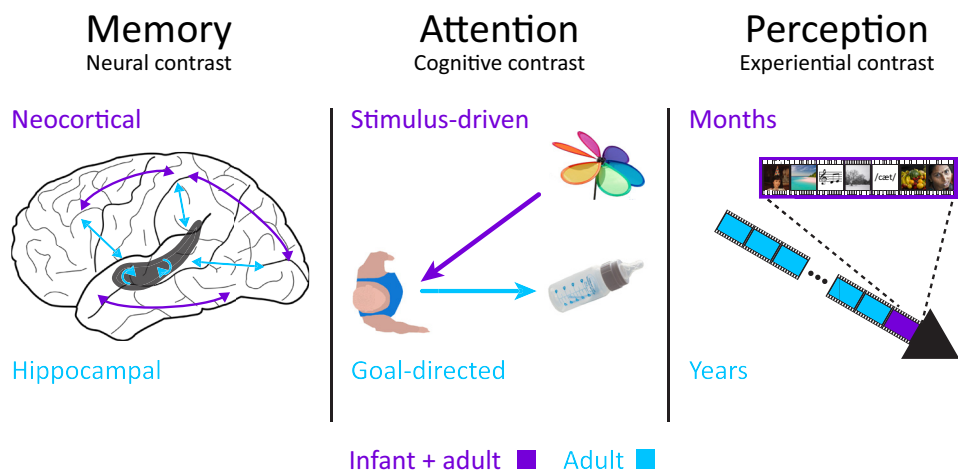 Memory
Neural contrast
Attention
Cognitive contrast
Perception
Experiential contrast
Neocortical
Hippocampal
Stimulus-driven
Goal-directed
Months
/cæt/
Years
Infant + adult
Adult